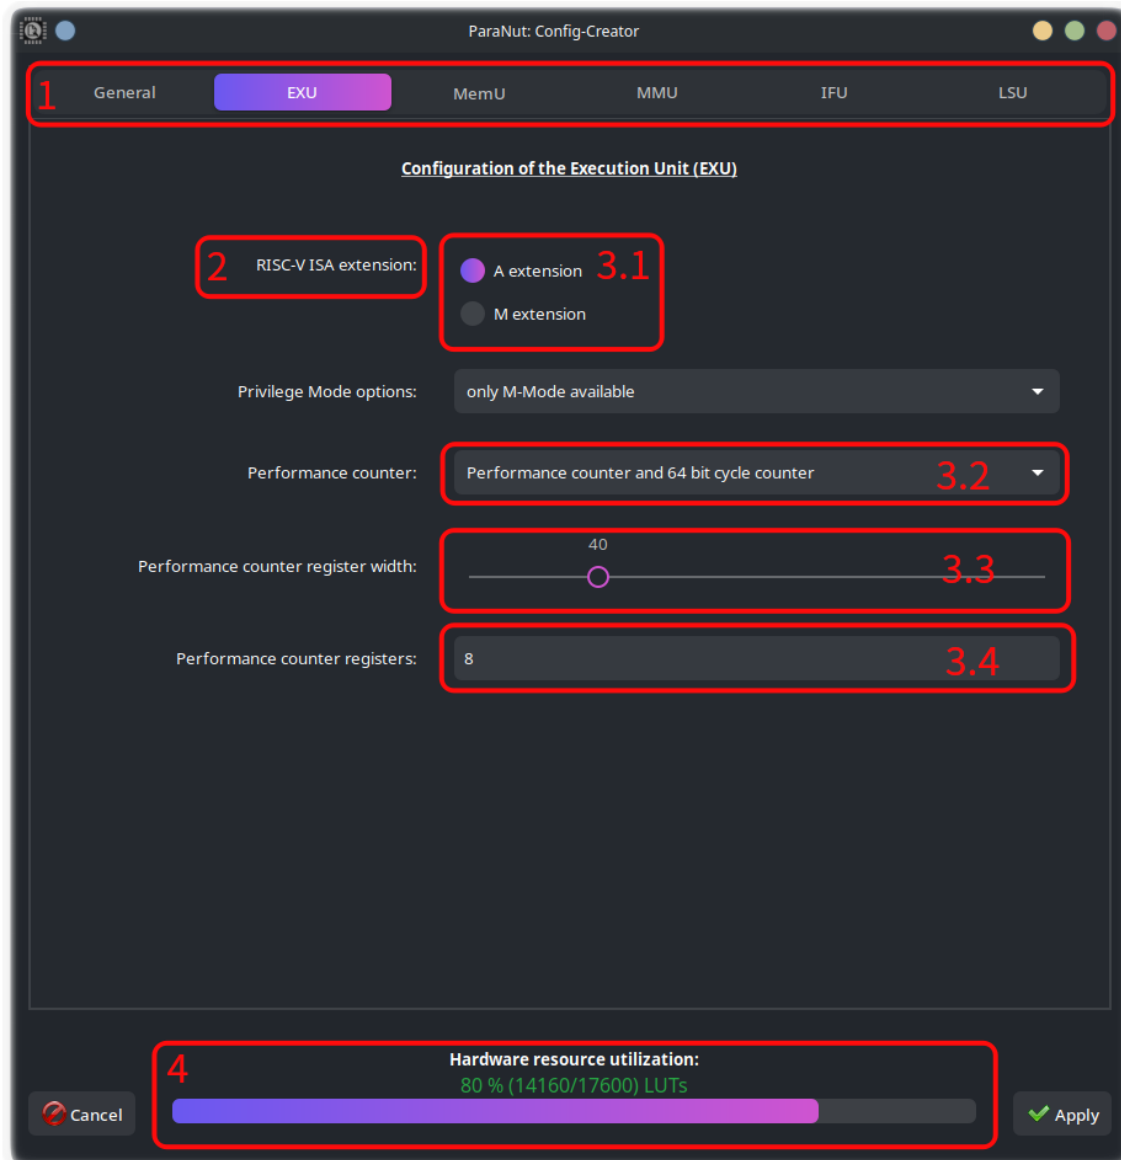 ParaNut: Config-Creator
1 General EXU MemU MMU IFU LSU
Configuration of the Execution Unit (EXU)
2 RISC-V ISA extension: A extension 3.1
M extension
Privilege Mode options: only M-Mode available
Performance counter: Performance counter and 64 bit cycle counter 3.2
40
Performance counter register width: 3.3
Performance counter registers: 8 3.4
4 Hardware resource utilization:
80 % (14160/17600) LUTs
Cancel Apply